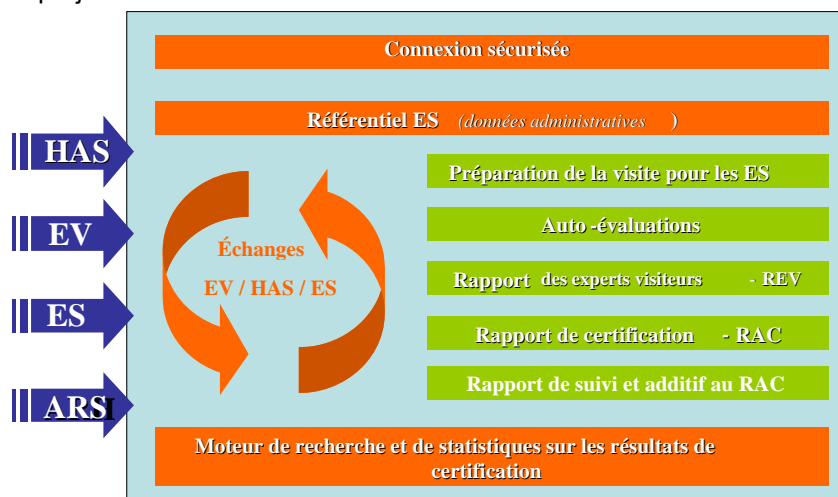 Connexion sécurisée
Référentiel ES (données administratives )
HAS
EV
ES
ARS
Échanges
EV / HAS / ES
Préparation de la visite pour les ES
Auto -évaluations
Rapport des experts visiteurs - REV
Rapport de certification - RAC
Rapport de suivi et additif au RAC
Moteur de recherche et de statistiques sur les résultats de
certification